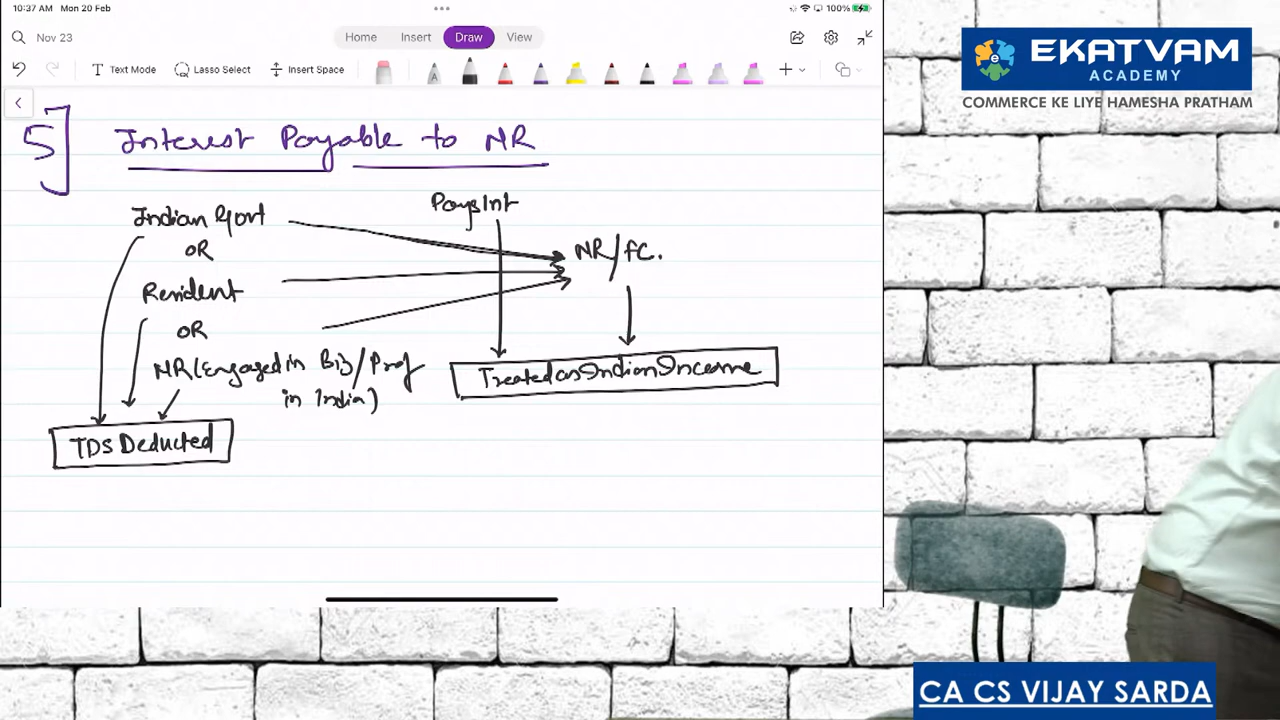 10:37 AM Mon 20 Feb
100%
Nov 23
Home Insert Draw View
Text Mode Lasso Select Insert Space
5] Interest Payable to NR
Indian Govt
OR
Resident
OR
NR (Engaged in Biz/Prof
in India)
TDS Deducted
Pays Int
NR/FC.
Treated as Indian Income
EKATVAM
ACADEMY
COMMERCE KE LIYE HAMESHA PRATHAM
CA CS VIJAY SARDA